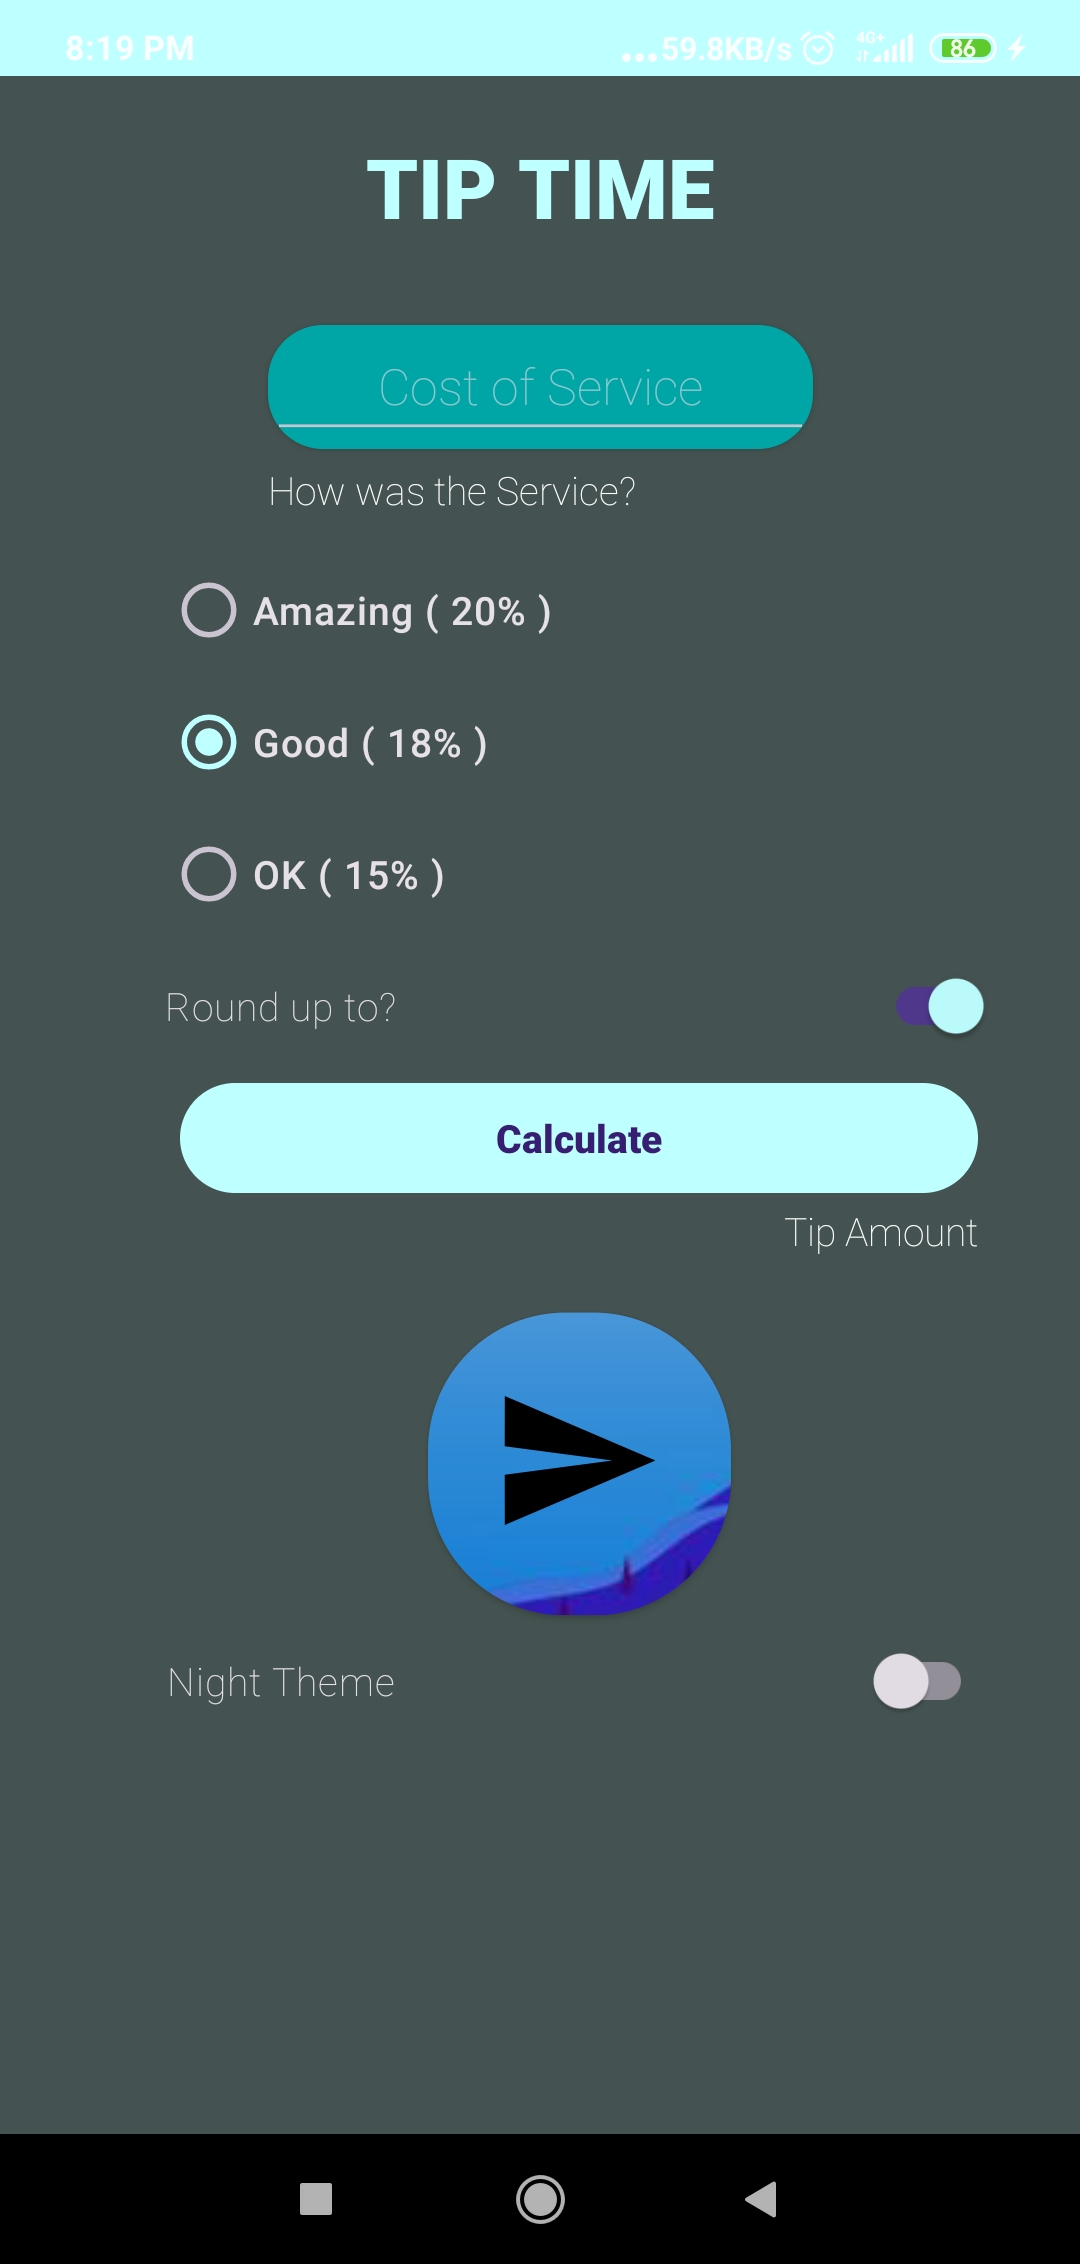 8:19 PM ...59.8KB/s 4G+ 86
TIP TIME
Cost of Service
How was the Service?
Amazing ( 20% )
Good ( 18% )
OK ( 15% )
Round up to?
Calculate
Tip Amount
Night Theme